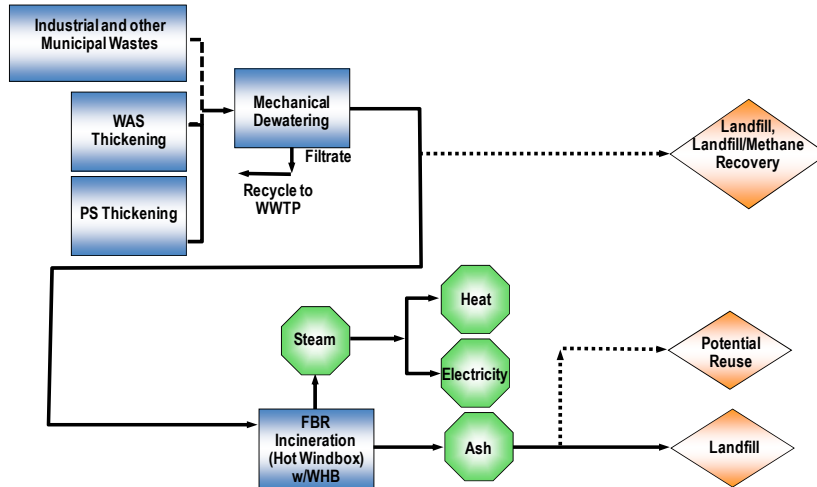 Industrial and other
Municipal Wastes
WAS
Thickening
PS Thickening
Mechanical
Dewatering
Filtrate
Recycle to
WWTP
Landfill,
Landfill/Methane
Recovery
Heat
Steam
Electricity
Potential
Reuse
FBR
Incineration
(Hot Windbox)
w/WHB
Ash
Landfill